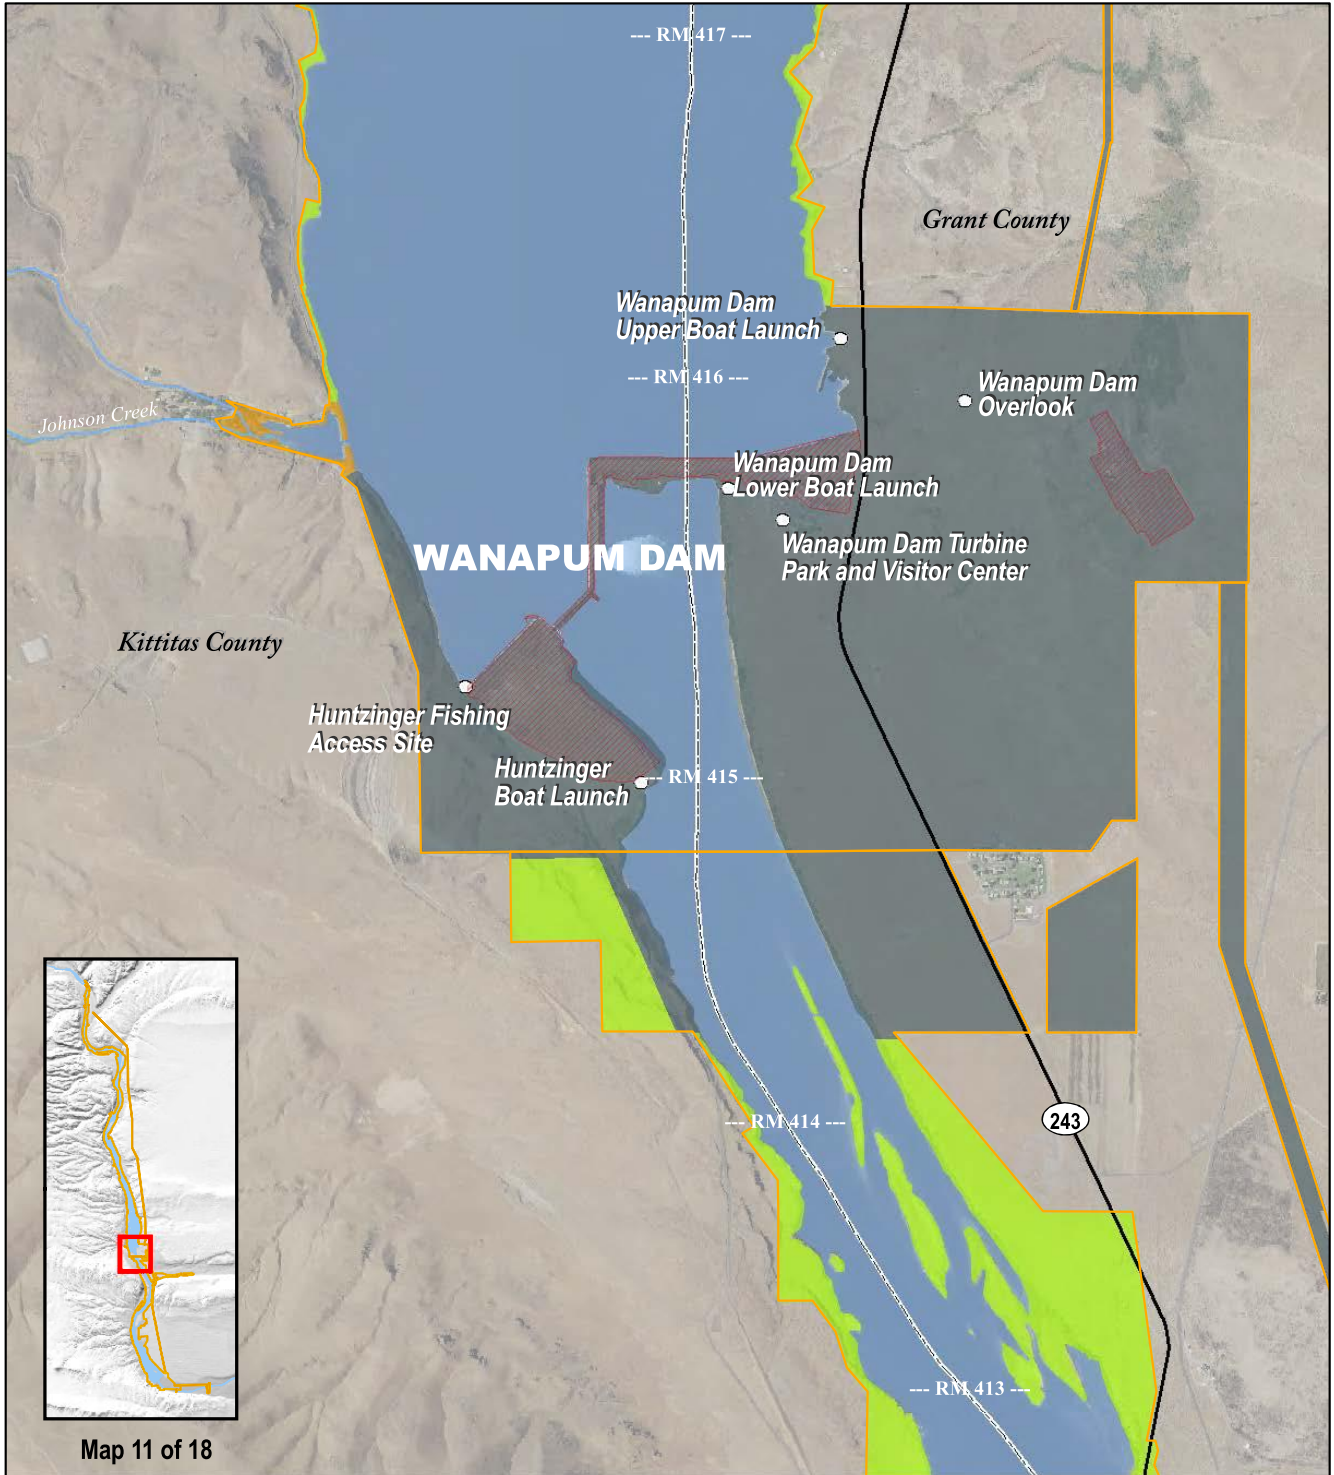 --- RM 417 ---
Grant County
Wanapum Dam
Upper Boat Launch
--- RM 416 ---
Wanapum Dam
Overlook
Johnson Creek
Wanapum Dam
Lower Boat Launch
WANAPUM DAM
Wanapum Dam Turbine
Park and Visitor Center
Kittitas County
Huntzinger Fishing
Access Site
Huntzinger
Boat Launch
--- RM 415 ---
--- RM 414 ---
243
--- RM 413 ---
Map 11 of 18